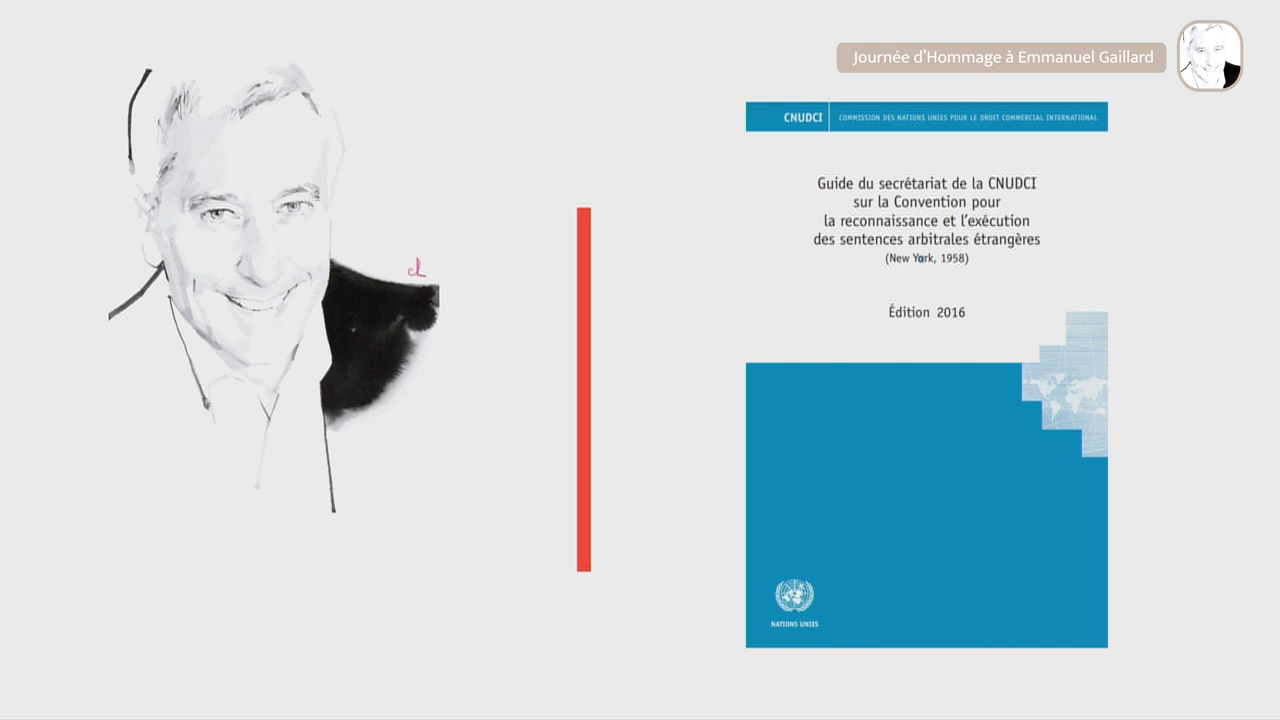 Journée d'Hommage à Emmanuel Gaillard
CNUDCI
COMMISSION DES NATIONS UNIES POUR LE DROIT COMMERCIAL INTERNATIONAL
Guide du secrétariat de la CNUDCI
sur la Convention pour
la reconnaissance et l'exécution
des sentences arbitrales étrangères
(New York, 1958)
Édition 2016
NATIONS UNIES